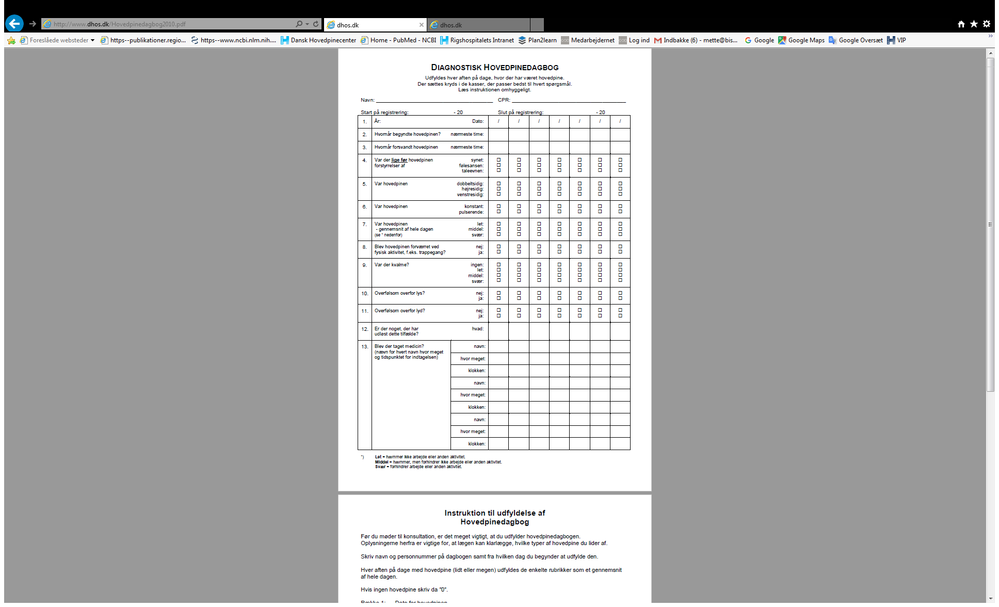 http://www.dhos.dk/Hovedpinedagbog2010.pdf
dhos.dk
dhos.dk
Foreslåede websteder
https--publikationer.regio...
https--www.ncbi.nlm.nih....
Dansk Hovedpinecenter
Home - PubMed - NCBI
Rigshospitalets Intranet
Plan2learn
Medarbejdernet
Log ind
Indbakke (6) - mette@bis...
Google
Google Maps
Google Oversæt
VIP
DIAGNOSTISK HOVEDPINEDAGBOG
Udfyldes hver aften på dage, hvor der har været hovedpine.
Der sættes kryds i de kasser, der passer bedst til hvert spørgsmål.
Læs instruktionen omhyggeligt.
Navn: CPR:
Start på registrering: - 20 Slut på registrering: - 20
1. År: Dato: / / / / / / /
2. Hvornår begyndte hovedpinen? nærmeste time:
3. Hvornår forsvandt hovedpinen nærmeste time:
4. Var der lige før hovedpinen synet:
forstyrrelser af følesansen:
taleevnen:
5. Var hovedpinen dobbeltsidig:
højresidig:
venstresidig:
6. Var hovedpinen konstant:
pulserende:
7. Var hovedpinen let:
- gennemsnit af hele dagen middel:
(se * nedenfor) svær:
8. Blev hovedpinen forværret ved nej:
fysisk aktivitet, f.eks. trappegang? ja:
9. Var der kvalme? ingen:
let:
middel:
svær:
10. Overfølsom overfor lys? nej:
ja:
11. Overfølsom overfor lyd? nej:
ja:
12. Er der noget, der har hvad:
udløst dette tilfælde?
13. Blev der taget medicin? navn:
(nævn for hvert navn hvor meget
og tidspunktet for indtagelsen) hvor meget:
klokken:
navn:
hvor meget:
klokken:
navn:
hvor meget:
klokken:
*) Let = hæmmer ikke arbejde eller anden aktivitet.
Middel = hæmmer, men forhindrer ikke arbejde eller anden aktivitet.
Svær = forhindrer arbejde eller anden aktivitet.
Instruktion til udfyldelse af
Hovedpinedagbog
Før du møder til konsultation, er det meget vigtigt, at du udfylder hovedpinedagbogen.
Oplysningerne herfra er vigtige for, at lægen kan klarlægge, hvilke typer af hovedpine du lider af.
Skriv navn og personnummer på dagbogen samt fra hvilken dag du begynder at udfylde den.
Hver aften på dage med hovedpine (lidt eller megen) udfyldes de enkelte rubrikker som et gennemsnit
af hele dagen.
Hvis ingen hovedpine skriv da "0".
Række 1: Dato for hovedpinen